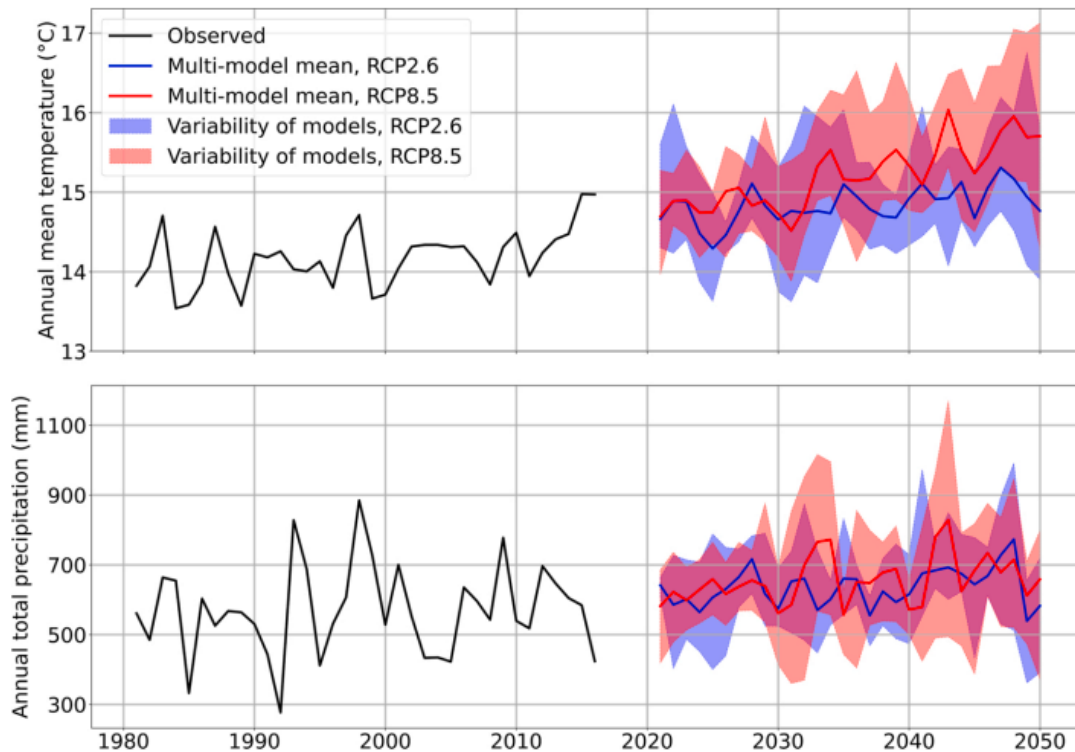 Annual mean temperature (°C)
17
16
15
14
13
Observed
Multi-model mean, RCP2.6
Multi-model mean, RCP8.5
Variability of models, RCP2.6
Variability of models, RCP8.5
Annual total precipitation (mm)
1100
900
700
500
300
1980 1990 2000 2010 2020 2030 2040 2050